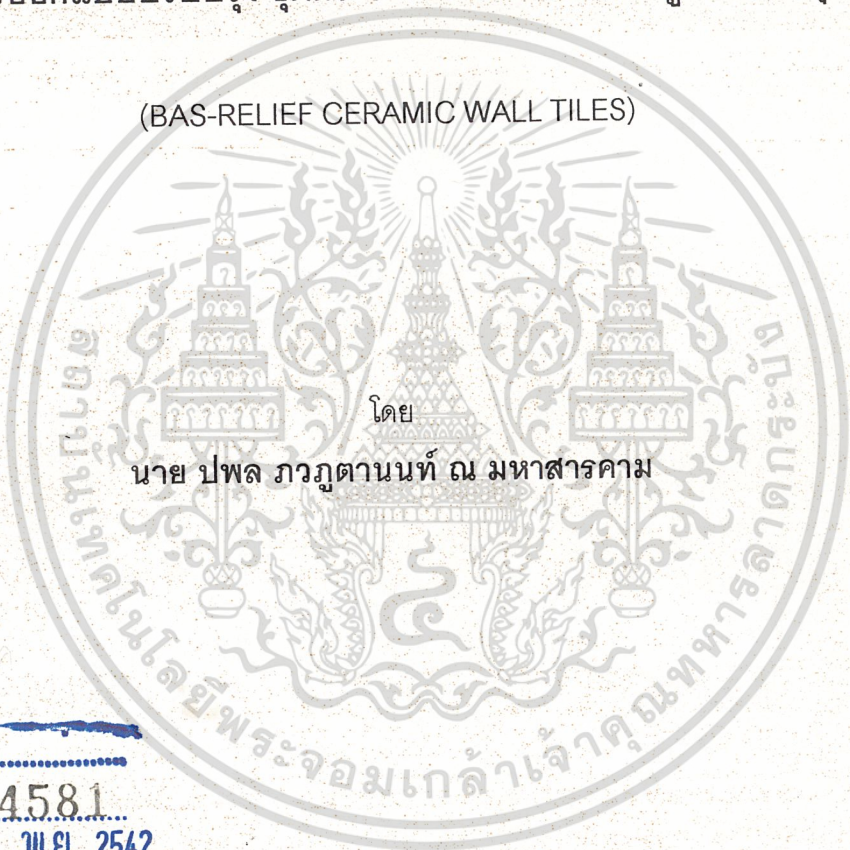 (BAS-RELIEF CERAMIC WALL TILES)
โดย
นาย ปพล ภวภูตานนท์ ณ มหาสารคาม
สถาบันเทคโนโลยีพระจอมเกล้าเจ้าคุณทหารลาดกระบัง
4581
พ.ย. 2542